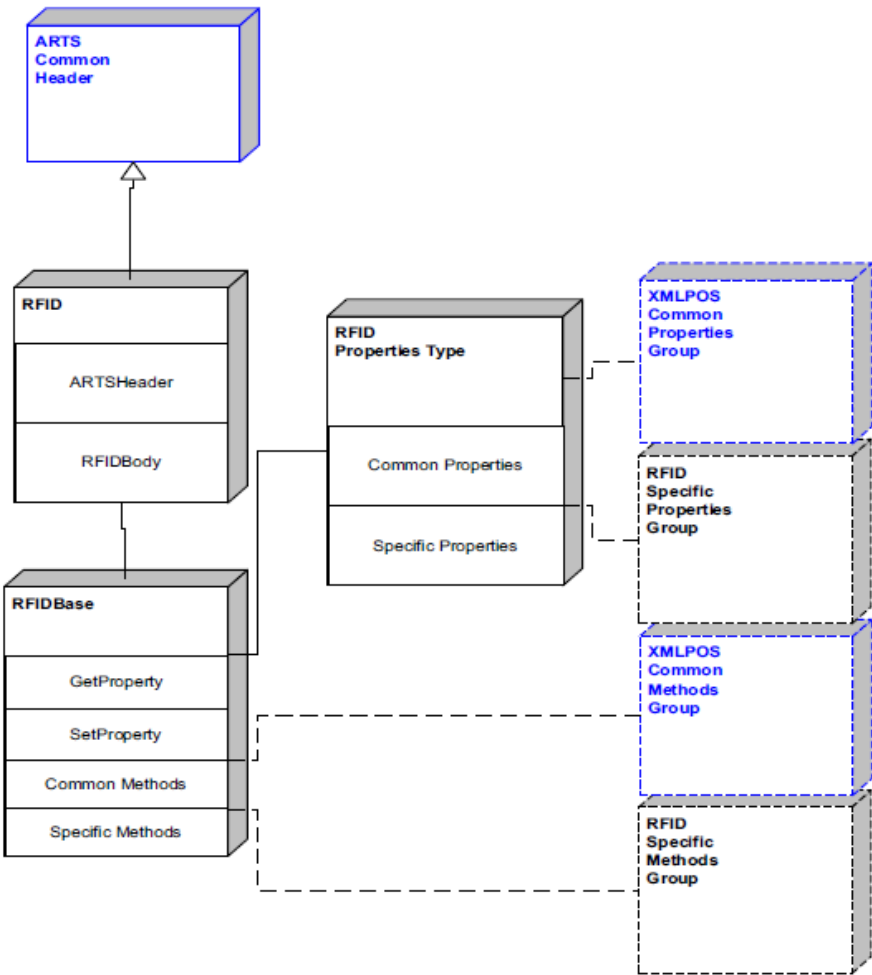 ARTS
Common
Header
RFID
ARTSHeader
RFIDBody
RFID
Properties Type
Common Properties
Specific Properties
XMLPOS
Common
Properties
Group
RFID
Specific
Properties
Group
RFIDBase
GetProperty
SetProperty
Common Methods
Specific Methods
XMLPOS
Common
Methods
Group
RFID
Specific
Methods
Group